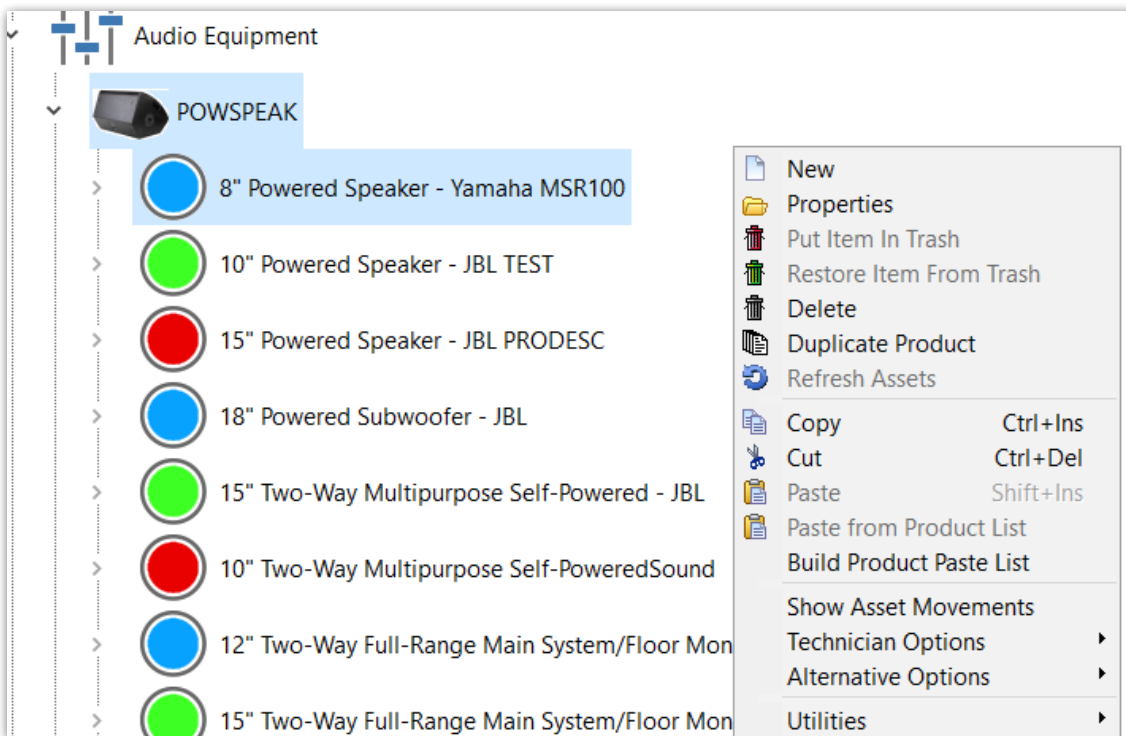 Audio Equipment
POWSPEAK
8" Powered Speaker - Yamaha MSR100
10" Powered Speaker - JBL TEST
15" Powered Speaker - JBL PRODESC
18" Powered Subwoofer - JBL
15" Two-Way Multipurpose Self-Powered - JBL
10" Two-Way Multipurpose Self-PoweredSound
12" Two-Way Full-Range Main System/Floor Mon
15" Two-Way Full-Range Main System/Floor Mon
New
Properties
Put Item In Trash
Restore Item From Trash
Delete
Duplicate Product
Refresh Assets
Copy Ctrl+Ins
Cut Ctrl+Del
Paste Shift+Ins
Paste from Product List
Build Product Paste List
Show Asset Movements
Technician Options
Alternative Options
Utilities